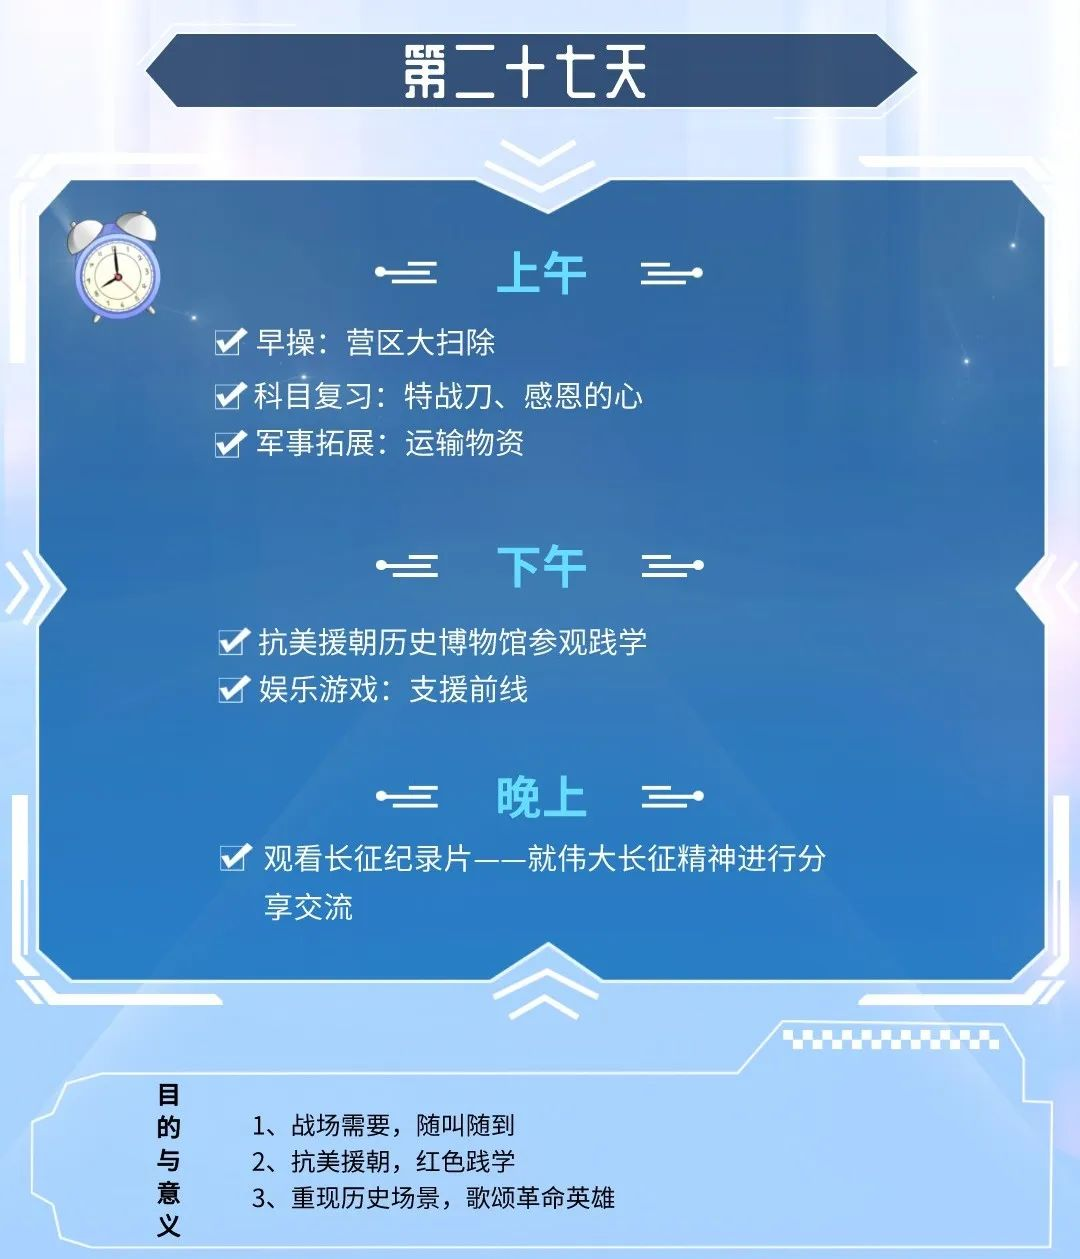 第二十七天
上午
早操：营区大扫除
科目复习：特战刀、感恩的心
军事拓展：运输物资
下午
抗美援朝历史博物馆参观践学
娱乐游戏：支援前线
晚上
观看长征纪录片——就伟大长征精神进行分
享交流
目的与意义
1、战场需要，随叫随到
2、抗美援朝，红色践学
3、重现历史场景，歌颂革命英雄